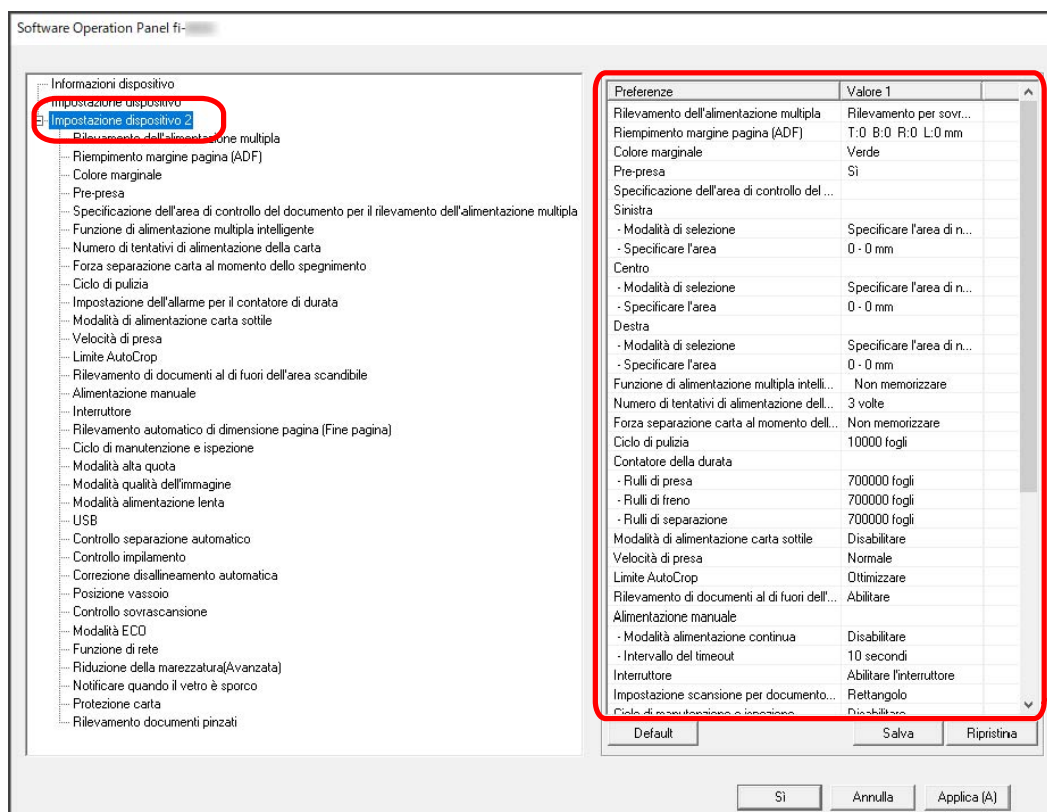 Software Operation Panel fi-
Informazioni dispositivo
Impostazione dispositivo
Impostazione dispositivo 2
Rilevamento dell'alimentazione multipla
Riempimento margine pagina (ADF)
Colore marginale
Pre-presa
Specificazione dell'area di controllo del documento per il rilevamento dell'alimentazione multipla
Funzione di alimentazione multipla intelligente
Numero di tentativi di alimentazione della carta
Forza separazione carta al momento dello spegnimento
Ciclo di pulizia
Impostazione dell'allarme per il contatore di durata
Modalità di alimentazione carta sottile
Velocità di presa
Limite AutoCrop
Rilevamento di documenti al di fuori dell'area scandibile
Alimentazione manuale
Interruttore
Rilevamento automatico di dimensione pagina (Fine pagina)
Ciclo di manutenzione e ispezione
Modalità alta quota
Modalità qualità dell'immagine
Modalità alimentazione lenta
USB
Controllo separazione automatico
Controllo impilamento
Correzione disallineamento automatica
Posizione vassoio
Controllo sovrascansione
Modalità ECO
Funzione di rete
Riduzione della marezzatura(Avanzata)
Notificare quando il vetro è sporco
Protezione carta
Rilevamento documenti pinzati
Preferenze Valore 1
Rilevamento dell'alimentazione multipla Rilevamento per sovr...
Riempimento margine pagina (ADF) T:0 B:0 R:0 L:0 mm
Colore marginale Verde
Pre-presa Sì
Specificazione dell'area di controllo del ...
Sinistra
- Modalità di selezione Specificare l'area di n...
- Specificare l'area 0 - 0 mm
Centro
- Modalità di selezione Specificare l'area di n...
- Specificare l'area 0 - 0 mm
Destra
- Modalità di selezione Specificare l'area di n...
- Specificare l'area 0 - 0 mm
Funzione di alimentazione multipla intelli... Non memorizzare
Numero di tentativi di alimentazione dell... 3 volte
Forza separazione carta al momento dell... Non memorizzare
Ciclo di pulizia 10000 fogli
Contatore della durata
- Rulli di presa 700000 fogli
- Rulli di freno 700000 fogli
- Rulli di separazione 700000 fogli
Modalità di alimentazione carta sottile Disabilitare
Velocità di presa Normale
Limite AutoCrop Ottimizzare
Rilevamento di documenti al di fuori dell'... Abilitare
Alimentazione manuale
- Modalità alimentazione continua Disabilitare
- Intervallo del timeout 10 secondi
Interruttore Abilitare l'interruttore
Impostazione scansione per documento... Rettangolo
Ciclo di manutenzione e ispezione Disabilitare
Default Salva Ripristina
Sì Annulla Applica (A)